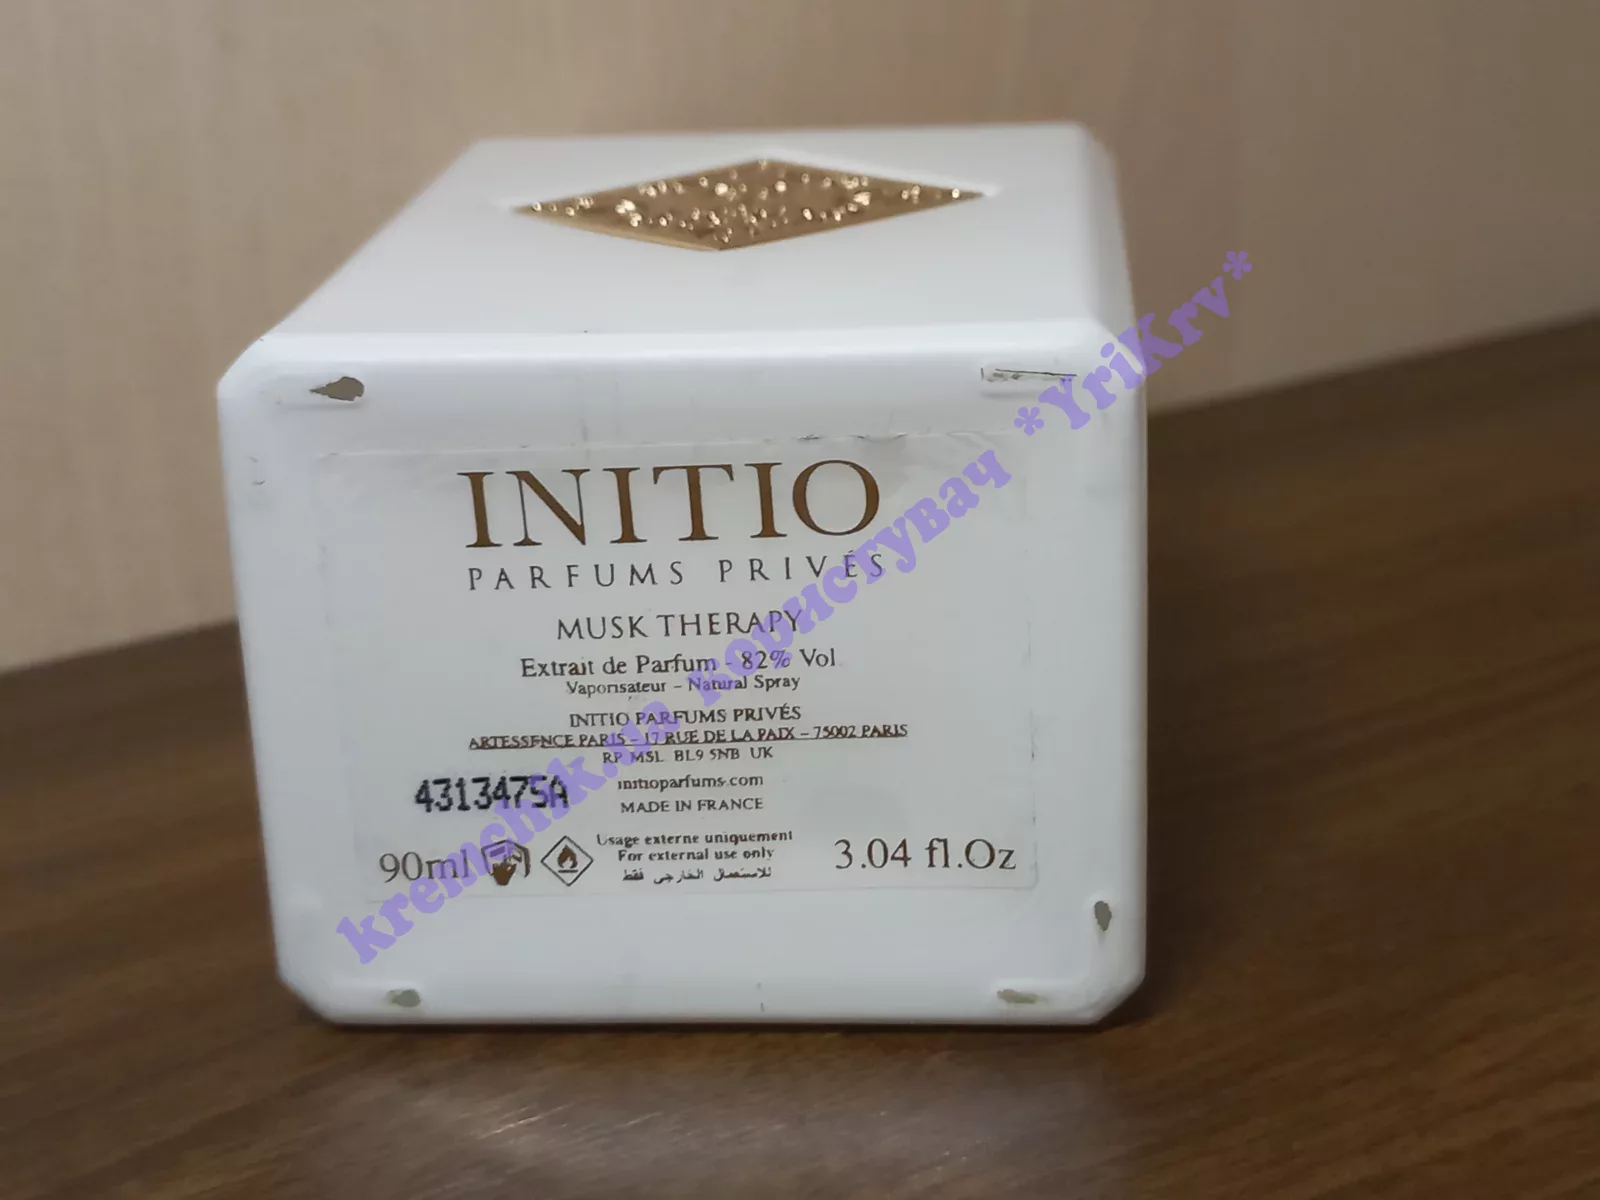 INITIO
PARFUMS PRIVÉS
MUSK THERAPY
Extrait de Parfum - 82% Vol
Vaporisateur – Natural Spray
INITIO PARFUMS PRIVÉS
ARTESSENCE PARIS – 17 RUE DE LA PAIX – 75002 PARIS
RP MSL BL9 5NB UK
initioparfums.com
4313475A
MADE IN FRANCE
Usage externe uniquement
For external use only
للاستعمال الخارجي فقط
90ml
3.04 fl.Oz
kremchik.ua користувач *YriKrv*